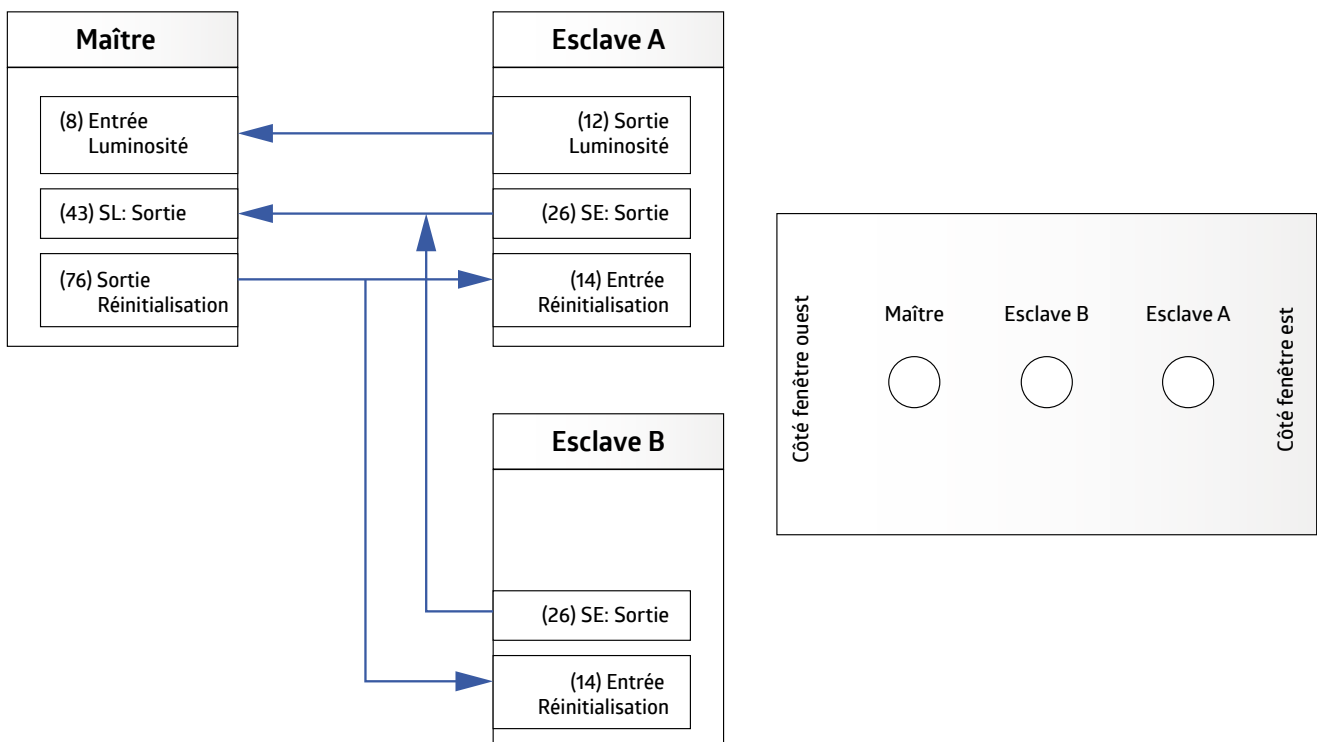 Maître
(8) Entrée
Luminosité
(43) SL: Sortie
(76) Sortie
Réinitialisation
Esclave A
(12) Sortie
Luminosité
(26) SE: Sortie
(14) Entrée
Réinitialisation
Esclave B
(26) SE: Sortie
(14) Entrée
Réinitialisation
Côté fenêtre ouest
Maître
Esclave B
Esclave A
Côté fenêtre est